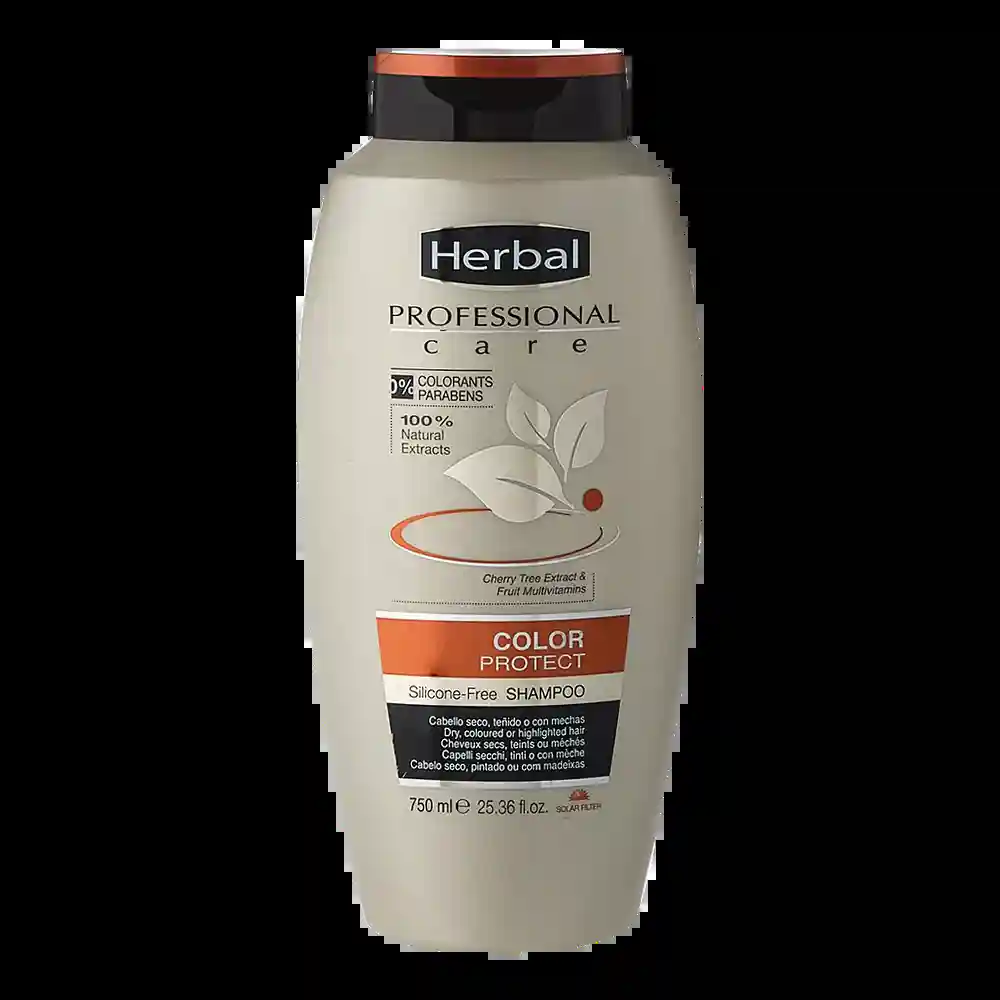 Herbal
PROFESSIONAL
care
0% COLORANTS
PARABENS
100%
Natural
Extracts
Cherry Tree Extract &
Fruit Multivitamins
COLOR
PROTECT
Silicone-Free SHAMPOO
Cabello seco, teñido o con mechas
Dry, coloured or highlighted hair
Cheveux secs, teints ou mêchés
Capelli secchi, tinti o con mèche
Cabelo seco, pintado ou com madeixas
750 ml e 25.36 fl.oz. SOLAR FILTER